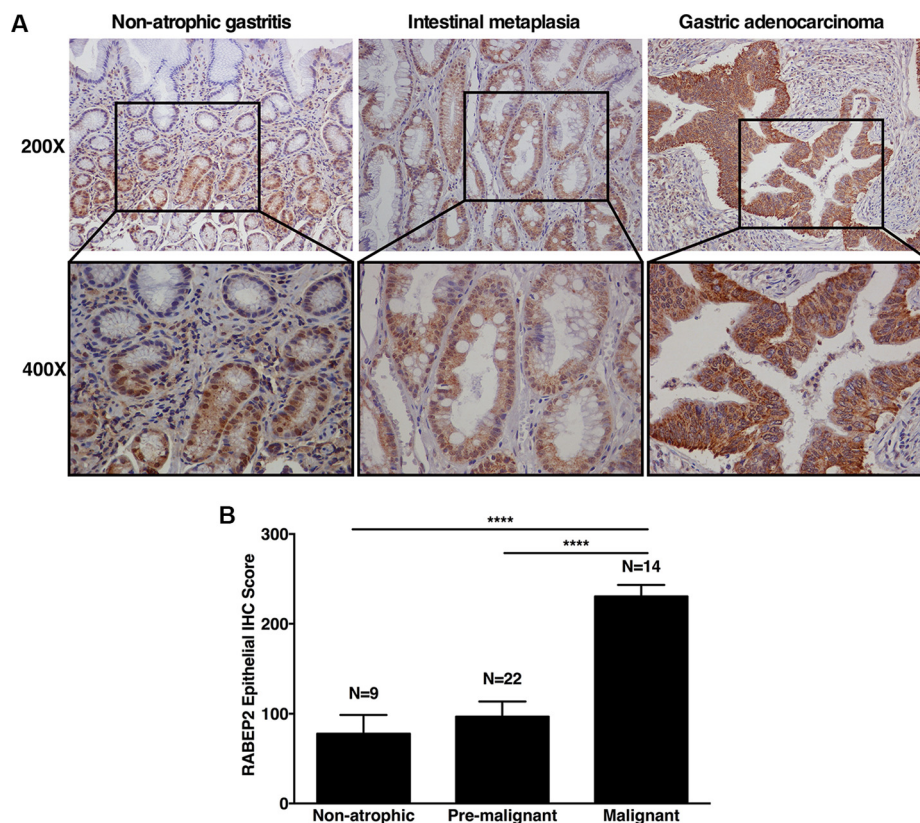 A
Non-atrophic gastritis
Intestinal metaplasia
Gastric adenocarcinoma
200X
400X
B
RABEP2 Epithelial IHC Score
300
200
100
0
****
****
N=9
N=22
N=14
Non-atrophic
Pre-malignant
Malignant